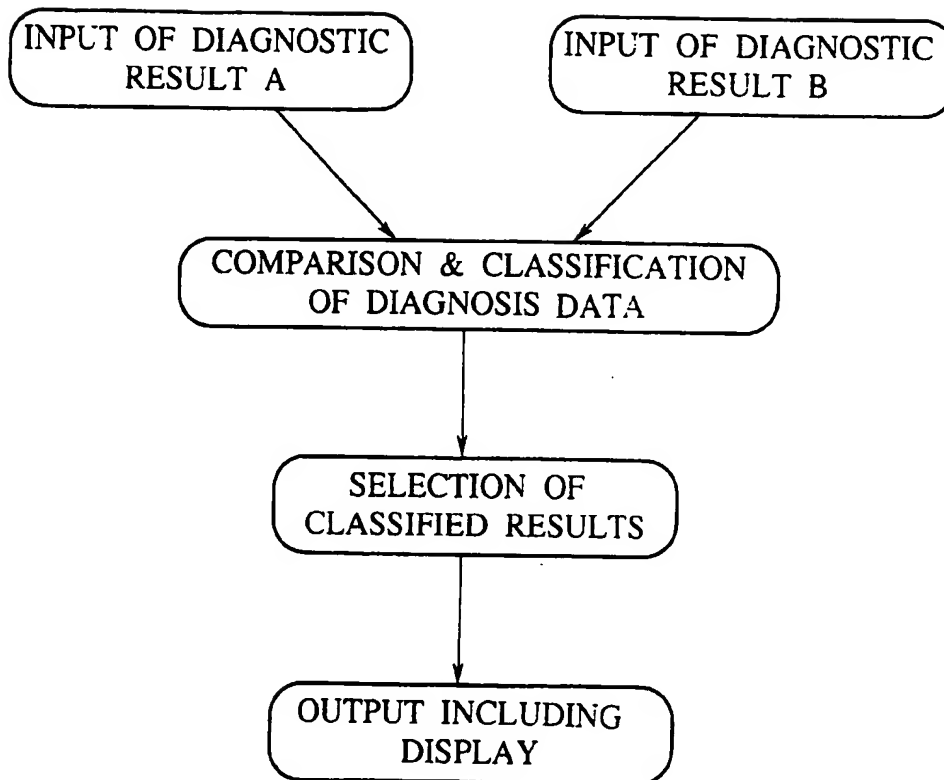 INPUT OF DIAGNOSTIC
RESULT A
INPUT OF DIAGNOSTIC
RESULT B
COMPARISON & CLASSIFICATION
OF DIAGNOSIS DATA
SELECTION OF
CLASSIFIED RESULTS
OUTPUT INCLUDING
DISPLAY